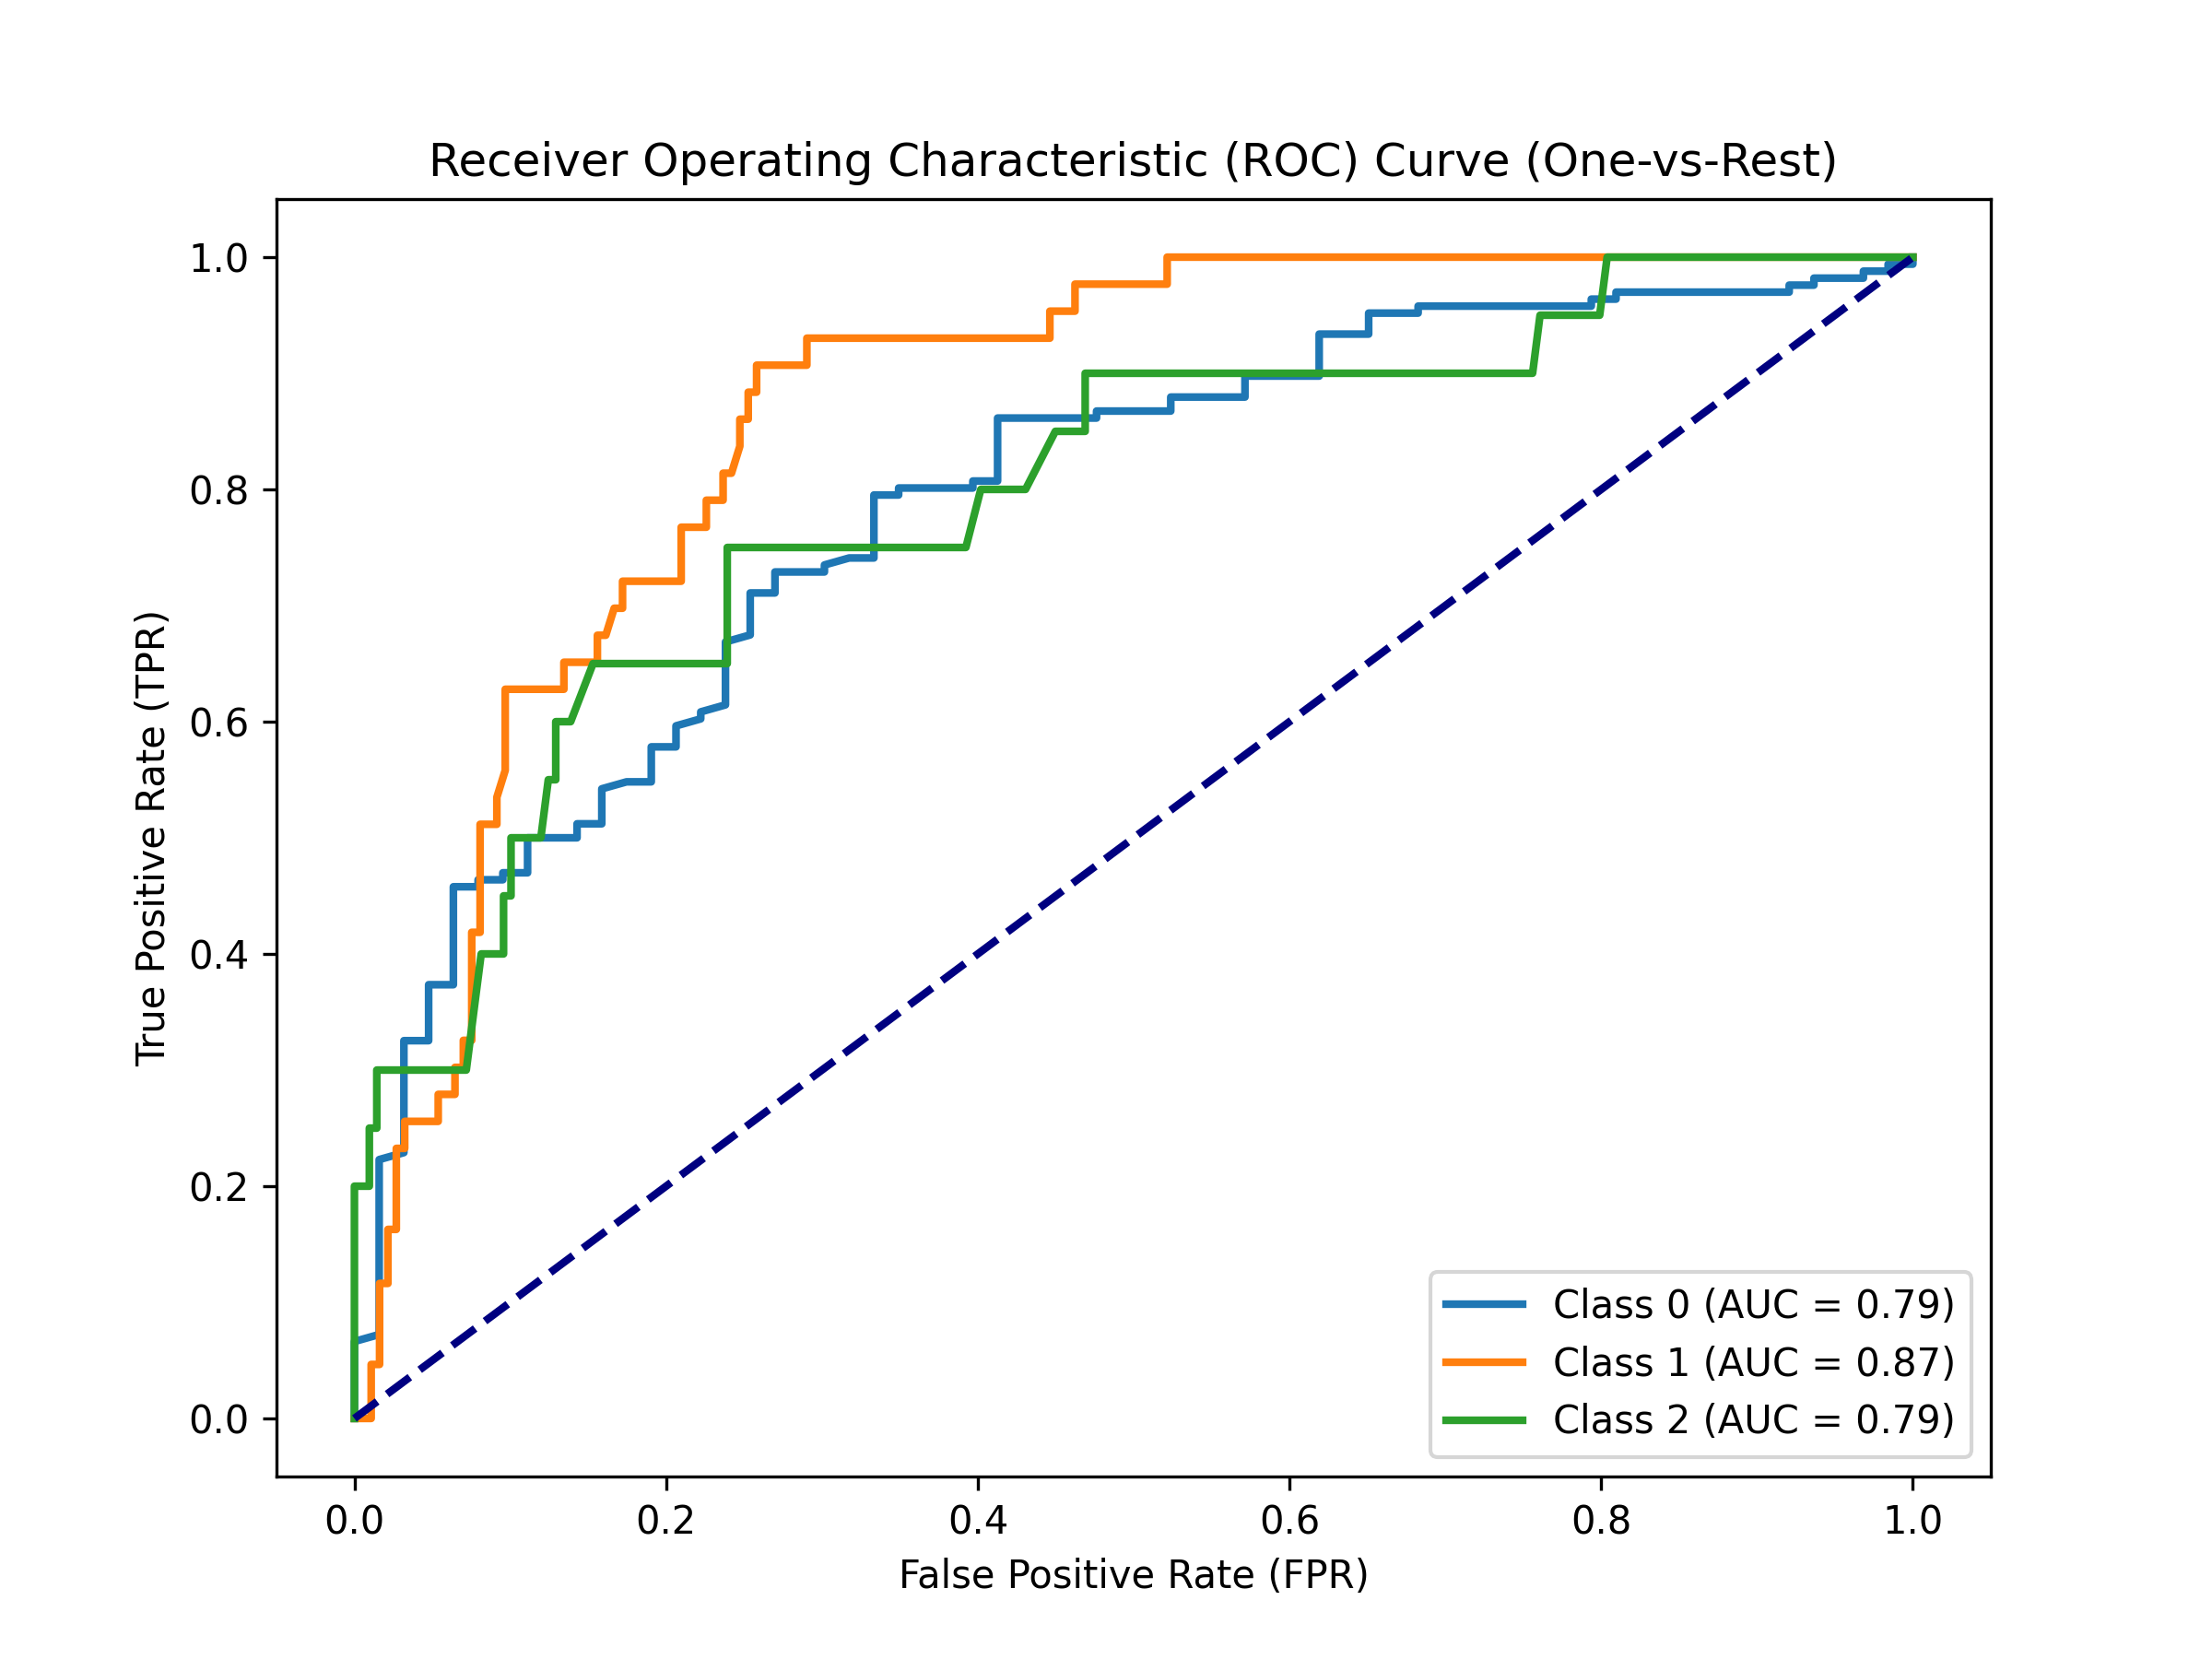 Receiver Operating Characteristic (ROC) Curve (One-vs-Rest)
1.0
0.8
0.6
0.4
0.2
0.0
True Positive Rate (TPR)
Class 0 (AUC = 0.79)
Class 1 (AUC = 0.87)
Class 2 (AUC = 0.79)
0.0 0.2 0.4 0.6 0.8 1.0
False Positive Rate (FPR)